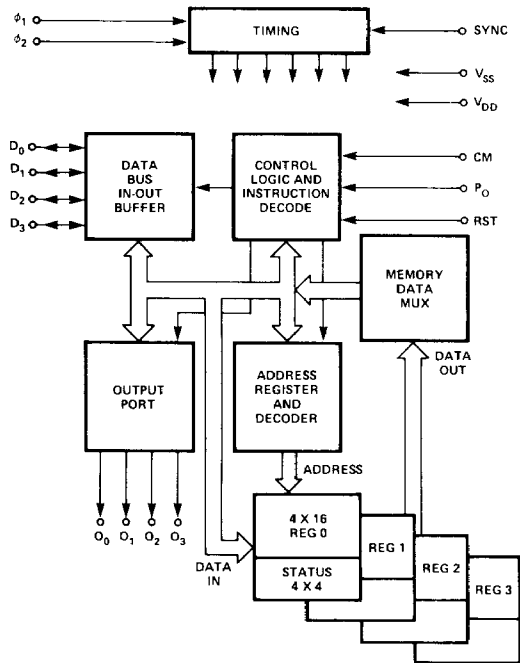 ϕ1
ϕ2
TIMING
SYNC
VSS
VDD
D0
D1
D2
D3
DATA
BUS
IN-OUT
BUFFER
CONTROL
LOGIC AND
INSTRUCTION
DECODE
CM
PO
RST
MEMORY
DATA
MUX
DATA
OUT
OUTPUT
PORT
ADDRESS
REGISTER
AND
DECODER
ADDRESS
O0
O1
O2
O3
DATA
IN
4 X 16
REG 0
STATUS
4 X 4
REG 1
REG 2
REG 3